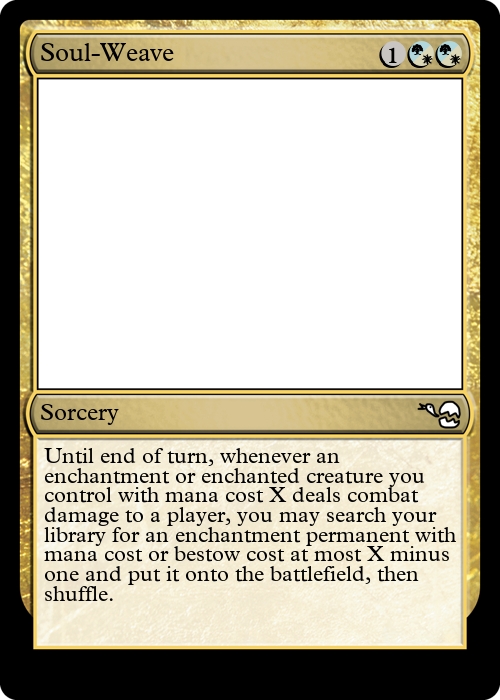 Soul-Weave 1
Sorcery
Until end of turn, whenever an
enchantment or enchanted creature you
control with mana cost X deals combat
damage to a player, you may search your
library for an enchantment permanent with
mana cost or bestow cost at most X minus
one and put it onto the battlefield, then
shuffle.